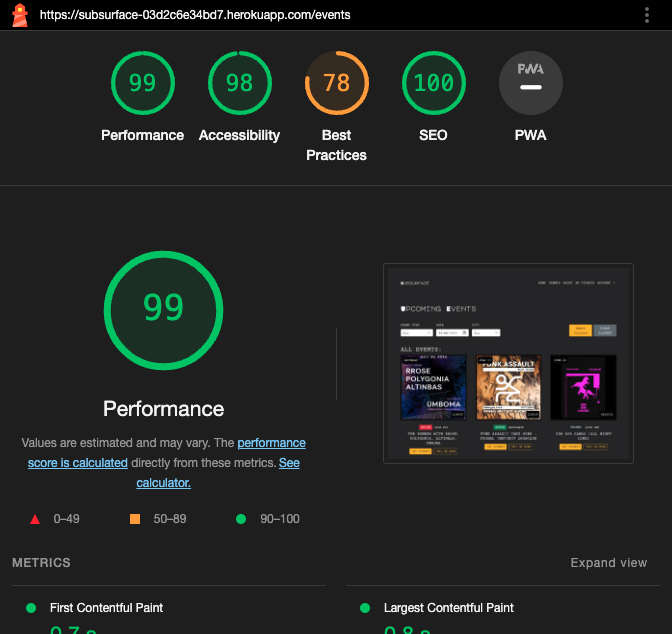 https://subsurface-03d2c6e34bd7.herokuapp.com/events
99
98
78
100
PWA
Performance
Accessibility
Best
Practices
SEO
PWA
99
Performance
Values are estimated and may vary. The performance
score is calculated directly from these metrics. See
calculator.
0–49
50–89
90–100
UPCOMING EVENTS
ALL EVENTS:
RROSE
POLYGONIA
ALTINBAS
UMBOMA
PUNK ASSAULT
METRICS
Expand view
First Contentful Paint
Largest Contentful Paint